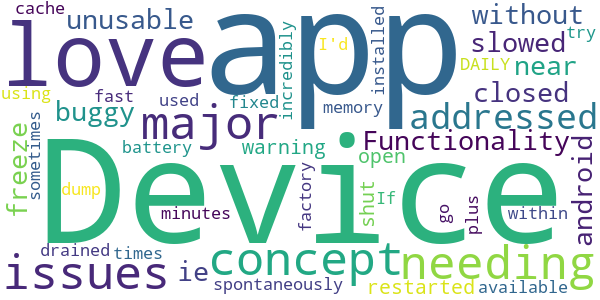 cache
unusable
love
app
without
I'd
installed
incredibly
slowed
try
DAILY
near
using
fast
used
fixed
memory
closed
buggy
major
addressed
sometimes
freeze
battery
warning
Functionality
android
open
Device
dump
minutes
factory
shut
If
go
plus
within
drained
times
concept
needing
issues
ie
spontaneously
restarted
available